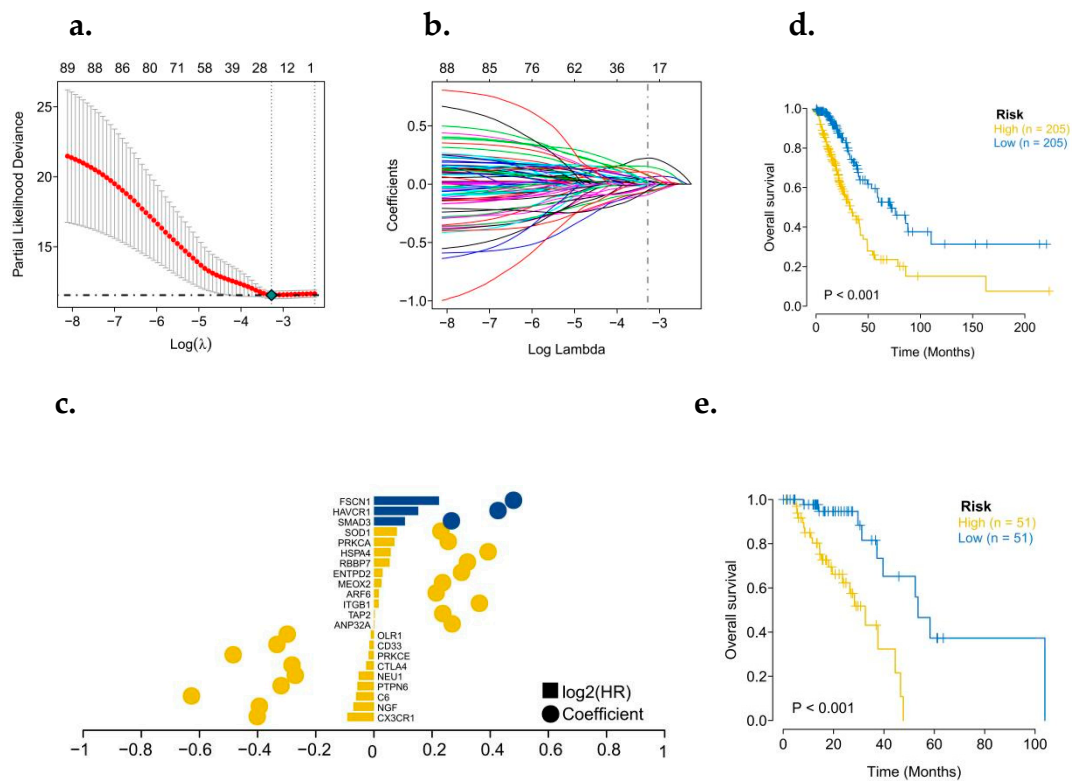 a.
89 88 86 80 71 58 39 28 12 1
Partial Likelihood Deviance
25
20
15
−8 −7 −6 −5 −4 −3
Log(λ)
b.
88 85 76 62 36 17
Coefficients
0.5
0.0
−0.5
−1.0
−8 −7 −6 −5 −4 −3
Log Lambda
d.
Overall survival
1.0
0.8
0.6
0.4
0.2
0.0
Risk
High (n = 205)
Low (n = 205)
P < 0.001
0 50 100 150 200
Time (Months)
c.
FSCN1
HAVCR1
SMAD3
SOD1
PRKCA
HSPA4
RBBP7
ENTPD2
MEOX2
ARF6
ITGB1
TAP2
ANP32A
OLR1
CD33
PRKCE
CTLA4
NEU1
PTPN6
C6
NGF
CX3CR1
log2(HR)
Coefficient
−1 −0.8 −0.6 −0.4 −0.2 0 0.2 0.4 0.6 0.8 1
e.
Overall survival
1.0
0.8
0.6
0.4
0.2
0.0
Risk
High (n = 51)
Low (n = 51)
P < 0.001
0 20 40 60 80 100
Time (Months)